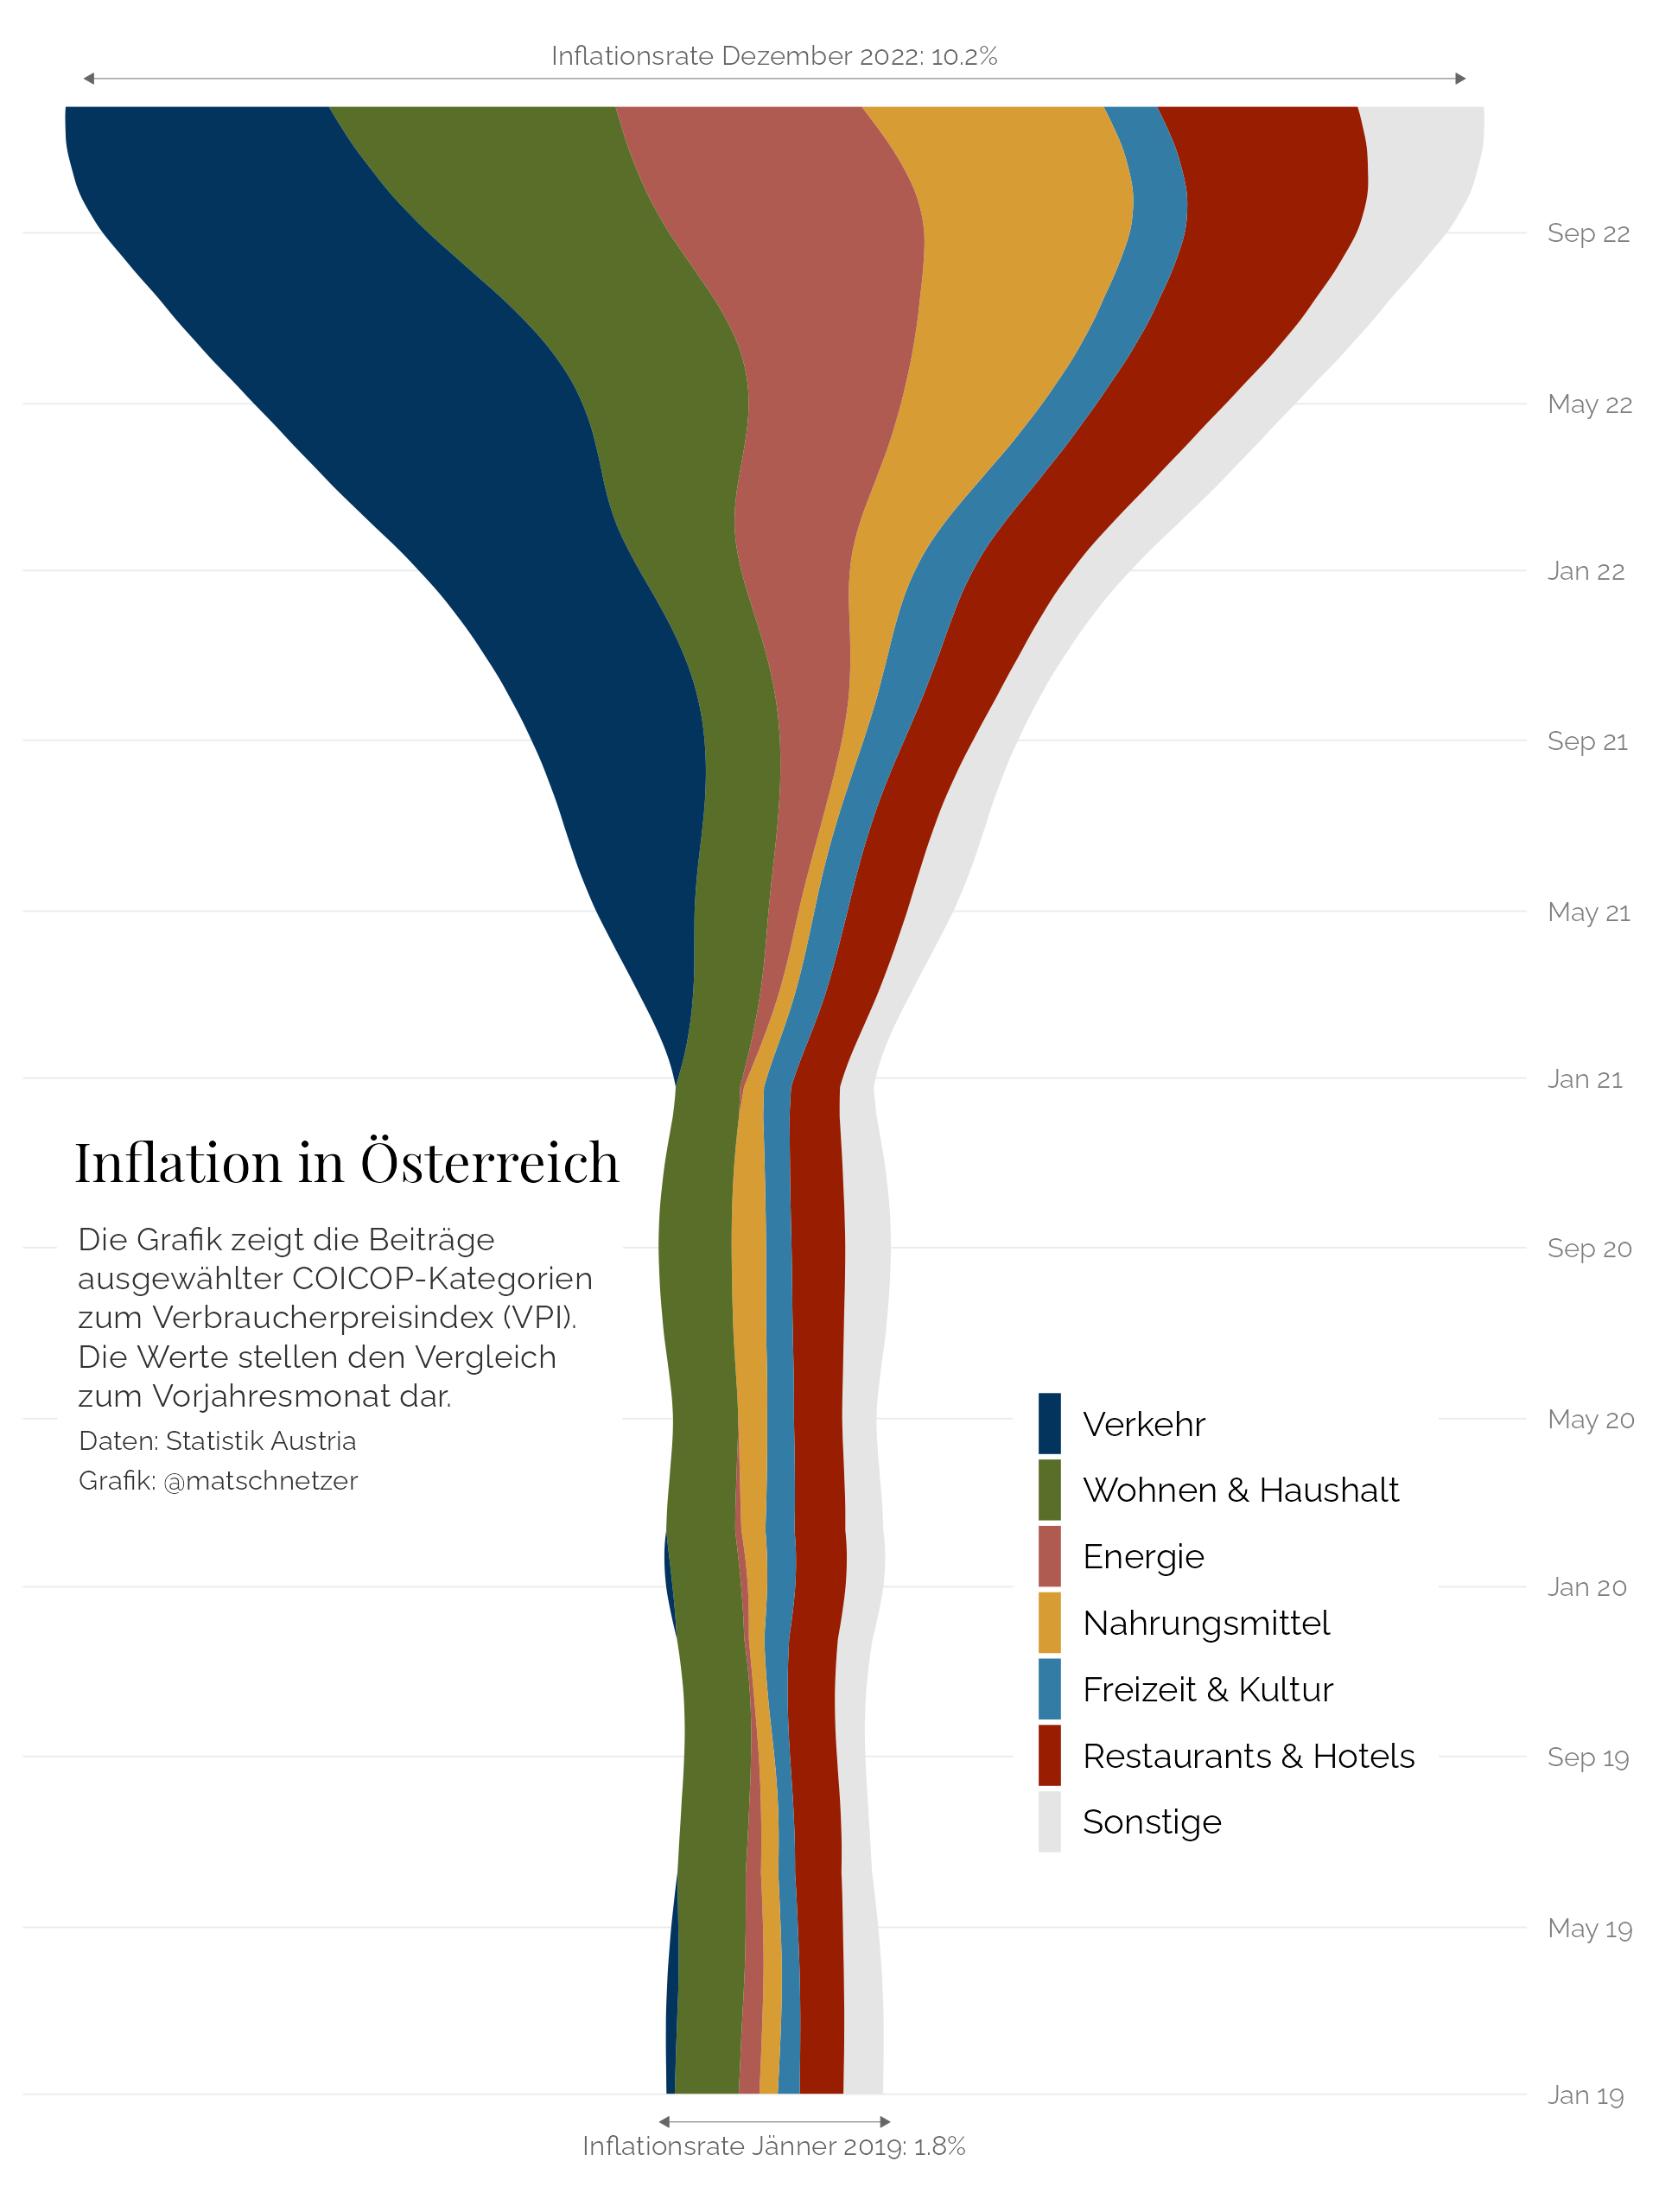 Inflationsrate Dezember 2022: 10.2%
Sep 22
May 22
Jan 22
Sep 21
May 21
Jan 21
Inflation in Österreich
Die Grafik zeigt die Beiträge
ausgewählter COICOP-Kategorien
zum Verbraucherpreisindex (VPI).
Die Werte stellen den Vergleich
zum Vorjahresmonat dar.
Daten: Statistik Austria
Grafik: @matschnetzer
Sep 20
May 20
Jan 20
Sep 19
May 19
Jan 19
Verkehr
Wohnen & Haushalt
Energie
Nahrungsmittel
Freizeit & Kultur
Restaurants & Hotels
Sonstige
Inflationsrate Jänner 2019: 1.8%